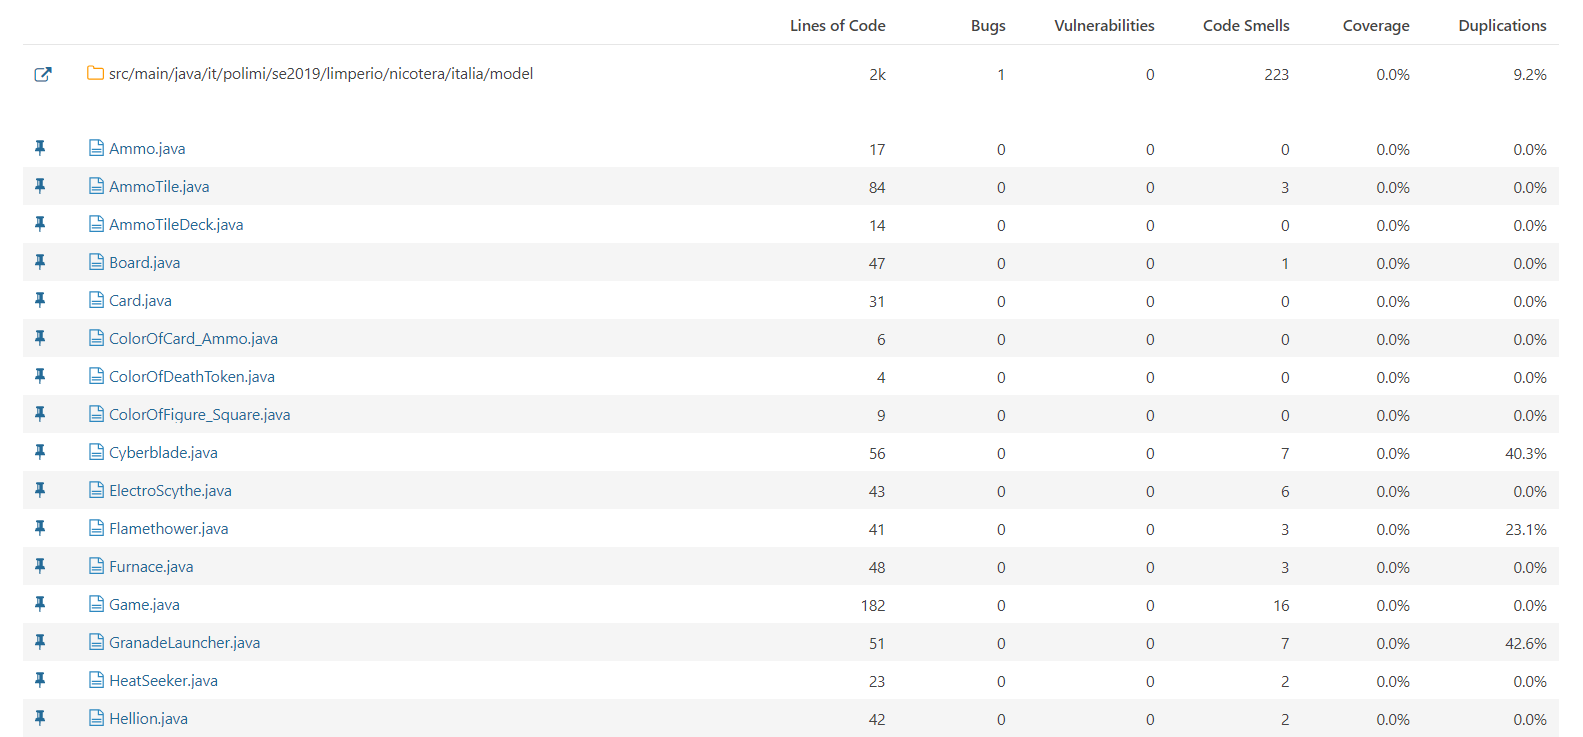 Lines of Code Bugs Vulnerabilities Code Smells Coverage Duplications
src/main/java/it/polimi/se2019/limperio/nicotera/italia/model 2k 1 0 223 0.0% 9.2%
Ammo.java 17 0 0 0 0.0% 0.0%
AmmoTile.java 84 0 0 3 0.0% 0.0%
AmmoTileDeck.java 14 0 0 0 0.0% 0.0%
Board.java 47 0 0 1 0.0% 0.0%
Card.java 31 0 0 0 0.0% 0.0%
ColorOfCard_Ammo.java 6 0 0 0 0.0% 0.0%
ColorOfDeathToken.java 4 0 0 0 0.0% 0.0%
ColorOfFigure_Square.java 9 0 0 0 0.0% 0.0%
Cyberblade.java 56 0 0 7 0.0% 40.3%
ElectroScythe.java 43 0 0 6 0.0% 0.0%
Flamethower.java 41 0 0 3 0.0% 23.1%
Furnace.java 48 0 0 3 0.0% 0.0%
Game.java 182 0 0 16 0.0% 0.0%
GranadeLauncher.java 51 0 0 7 0.0% 42.6%
HeatSeeker.java 23 0 0 2 0.0% 0.0%
Hellion.java 42 0 0 2 0.0% 0.0%